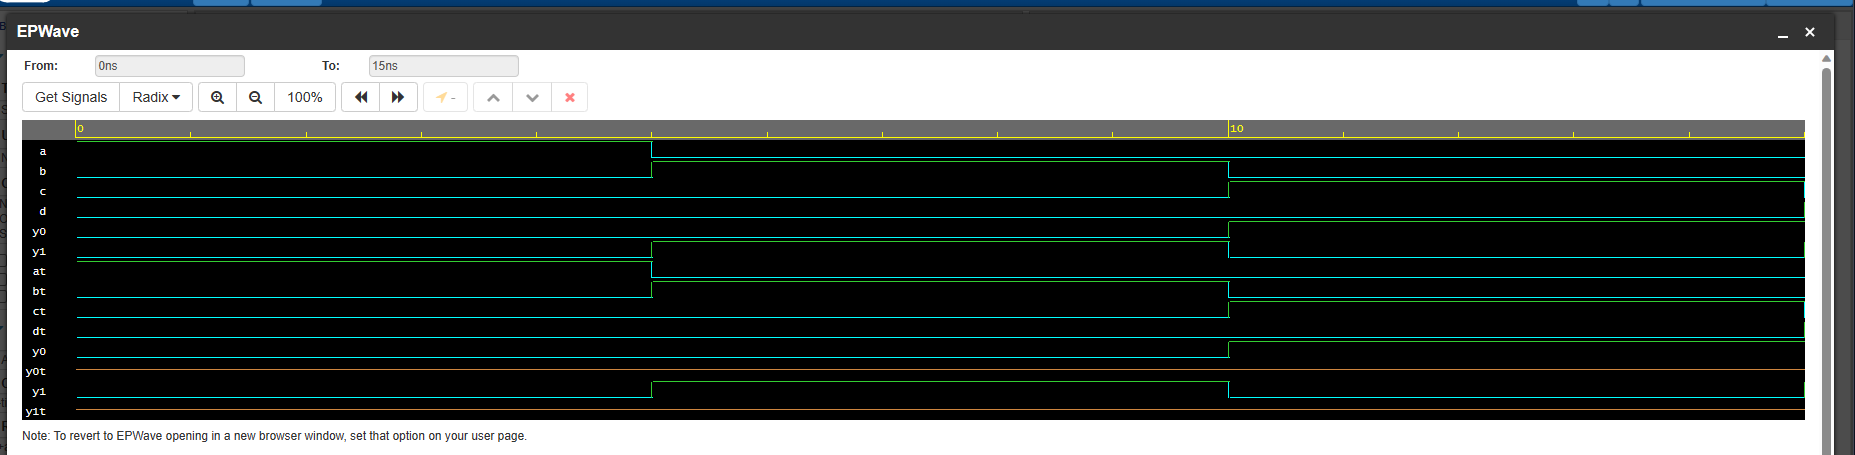 EPWave
From: 0ns To: 15ns
Get Signals Radix 100% -
0 10
a
b
c
d
y0
y1
at
bt
ct
dt
y0
y0t
y1
y1t
Note: To revert to EPWave opening in a new browser window, set that option on your user page.